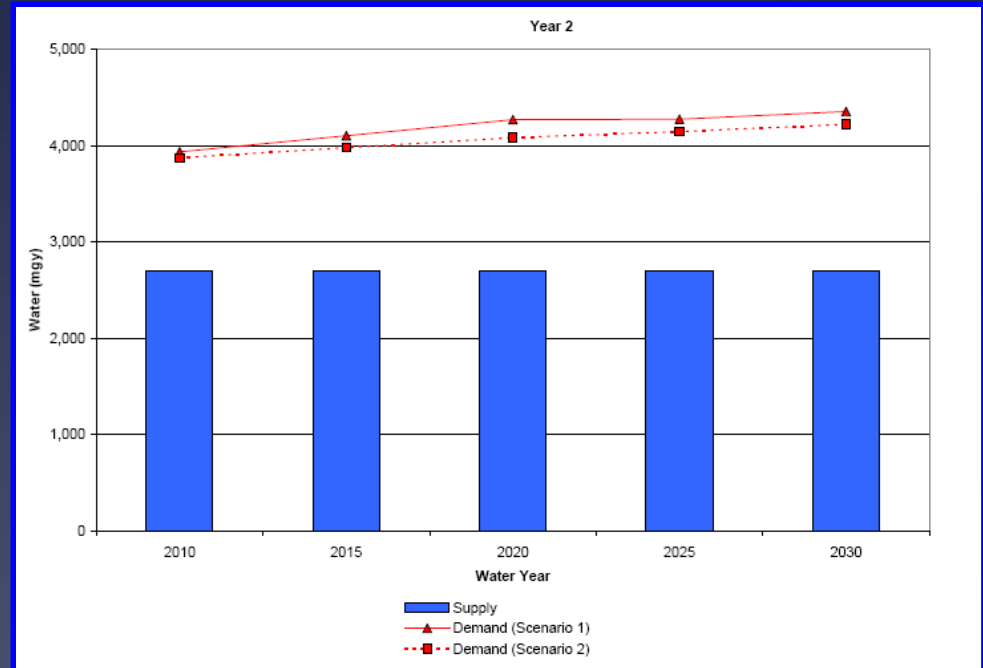 Year 2
5,000
4,000
3,000
2,000
1,000
0
Water (mgy)
2010 2015 2020 2025 2030
Water Year
Supply
Demand (Scenario 1)
Demand (Scenario 2)